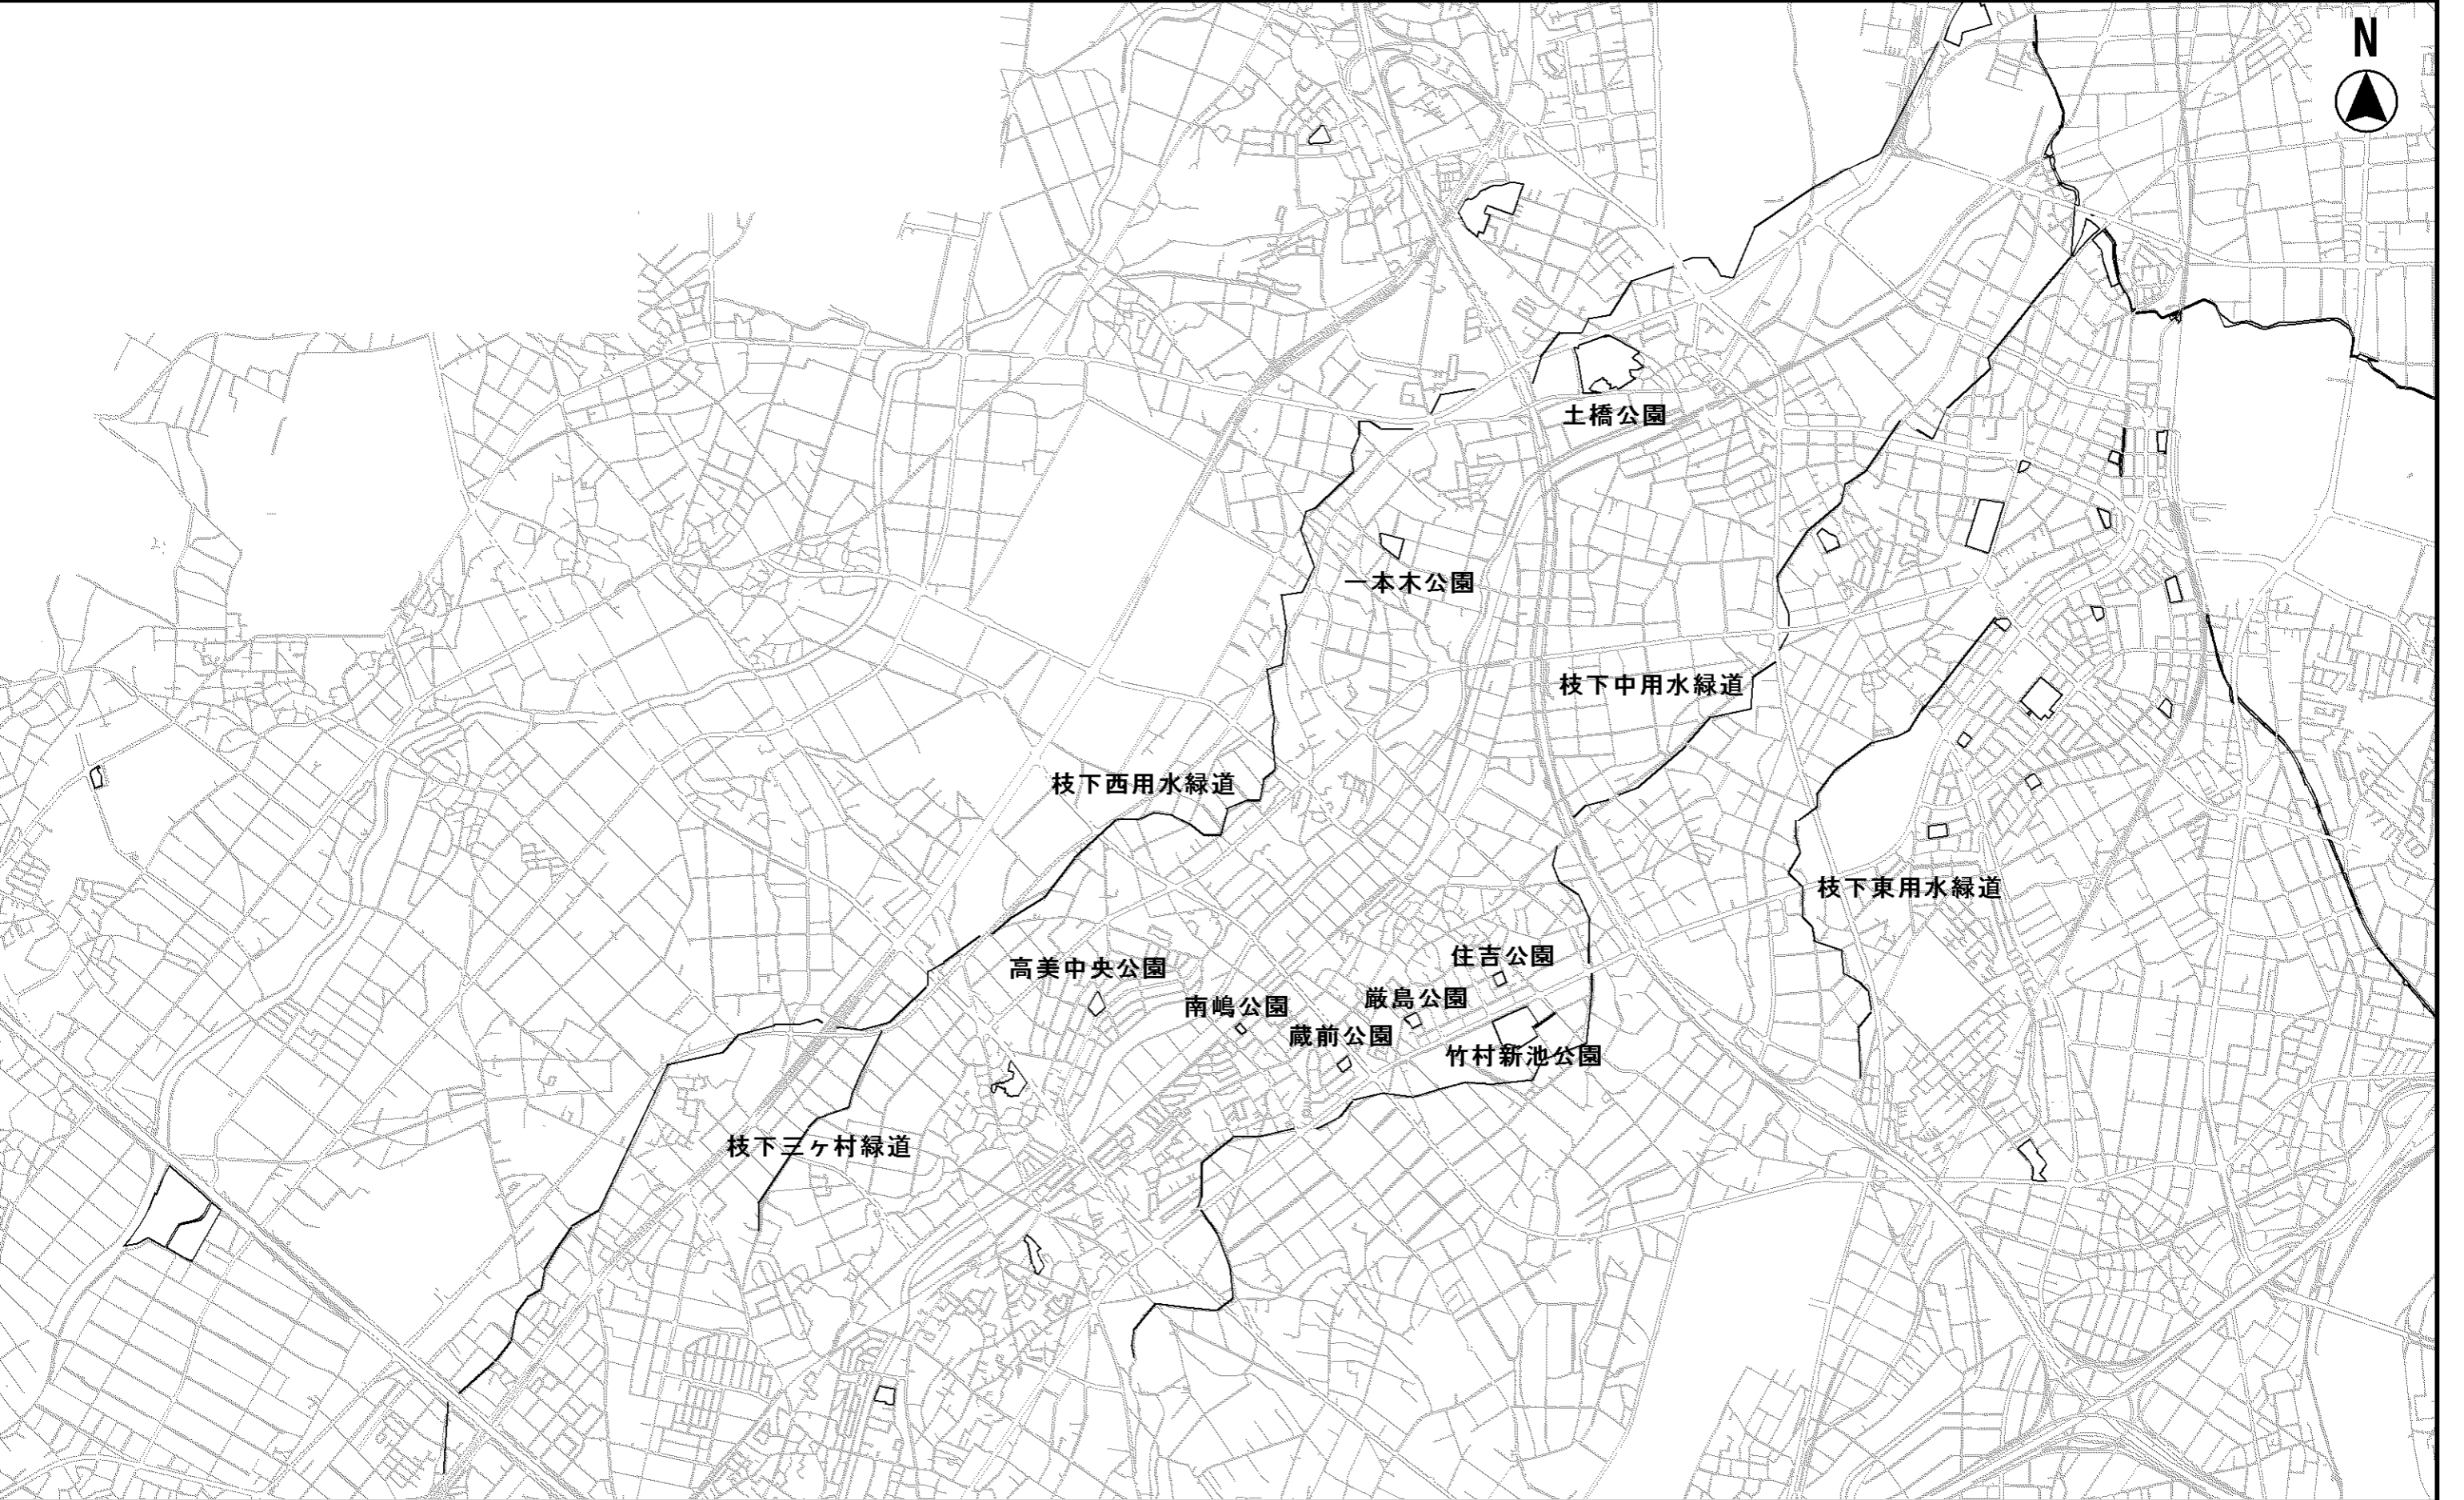 N
土橋公園
一本木公園
枝下中用水緑道
枝下西用水緑道
枝下東用水緑道
住吉公園
高美中央公園
厳島公園
南嶋公園
蔵前公園
竹村新池公園
枝下三ヶ村緑道